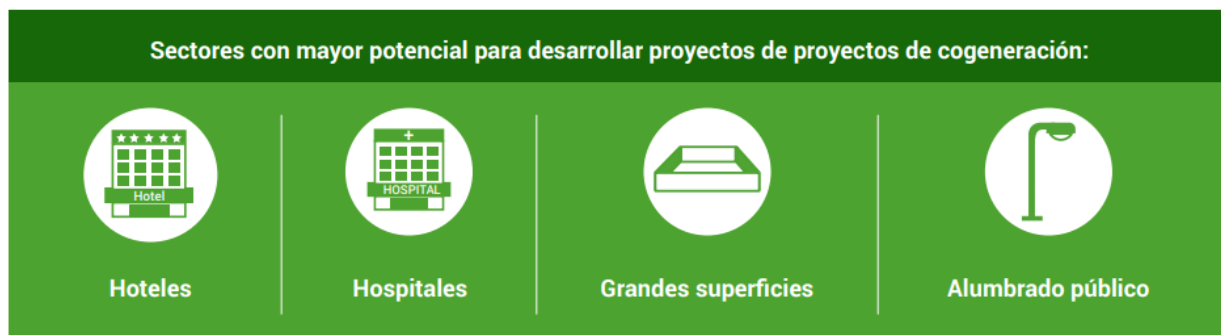 Sectores con mayor potencial para desarrollar proyectos de proyectos de cogeneración:
Hotel
HOSPITAL
Hoteles
Hospitales
Grandes superficies
Alumbrado público